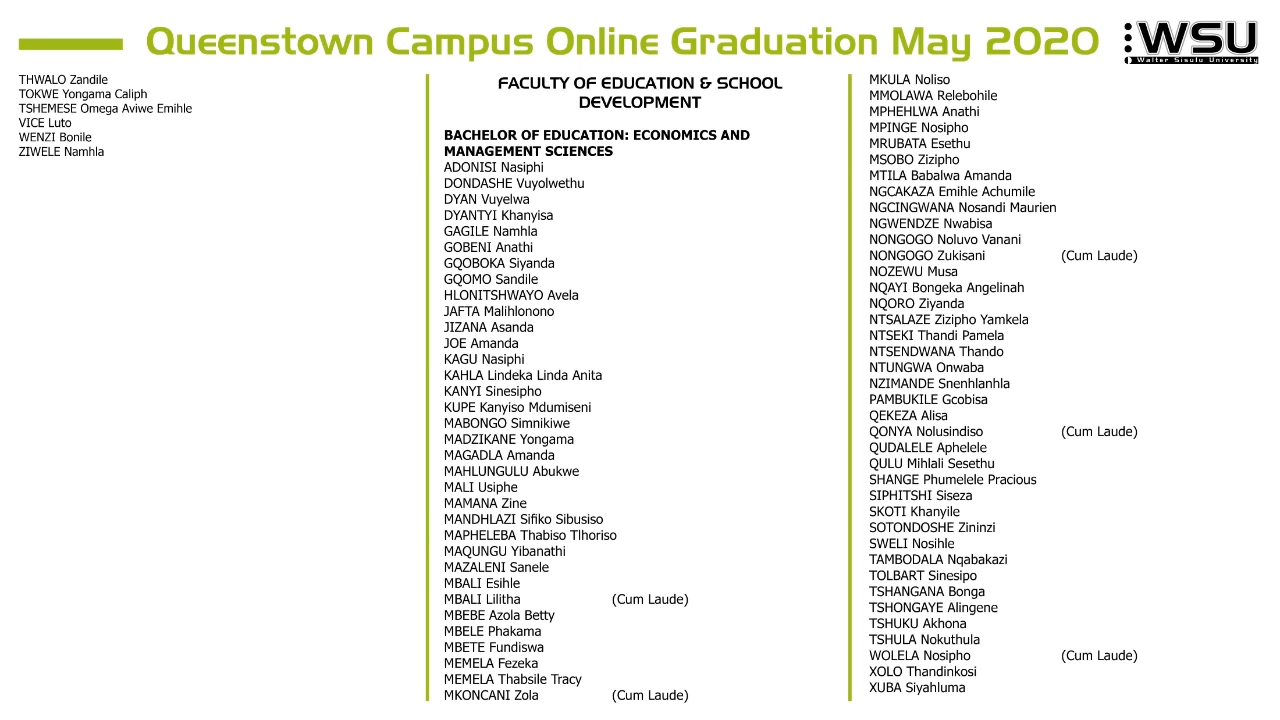 Queenstown Campus Online Graduation May 2020
WSU
Walter Sisulu University
THWALO Zandile
TOKWE Yongama Caliph
TSHEMESE Omega Aviwe Emihle
VICE Luto
WENZI Bonile
ZIWELE Namhla
FACULTY OF EDUCATION & SCHOOL
DEVELOPMENT
BACHELOR OF EDUCATION: ECONOMICS AND
MANAGEMENT SCIENCES
ADONISI Nasiphi
DONDASHE Vuyolwethu
DYAN Vuyelwa
DYANTYI Khanyisa
GAGILE Namhla
GOBENI Anathi
GQOBOKA Siyanda
GQOMO Sandile
HLONITSHWAYO Avela
JAFTA Malihlonono
JIZANA Asanda
JOE Amanda
KAGU Nasiphi
KAHLA Lindeka Linda Anita
KANYI Sinesipho
KUPE Kanyiso Mdumiseni
MABONGO Simnikiwe
MADZIKANE Yongama
MAGADLA Amanda
MAHLUNGULU Abukwe
MALI Usiphe
MAMANA Zine
MANDHLAZI Sifiko Sibusiso
MAPHELEBA Thabiso Tlhoriso
MAQUNGU Yibanathi
MAZALENI Sanele
MBALI Esihle
MBALI Lilitha (Cum Laude)
MBEBE Azola Betty
MBELE Phakama
MBETE Fundiswa
MEMELA Fezeka
MEMELA Thabsile Tracy
MKONCANI Zola (Cum Laude)
MKULA Noliso
MMOLAWA Relebohile
MPHEHLWA Anathi
MPINGE Nosipho
MRUBATA Esethu
MSOBO Zizipho
MTILA Babalwa Amanda
NGCAKAZA Emihle Achumile
NGCINGWANA Nosandi Maurien
NGWENDZE Nwabisa
NONGOGO Noluvo Vanani
NONGOGO Zukisani (Cum Laude)
NOZEWU Musa
NQAYI Bongeka Angelinah
NQORO Ziyanda
NTSALAZE Zizipho Yamkela
NTSEKI Thandi Pamela
NTSENDWANA Thando
NTUNGWA Onwaba
NZIMANDE Snenhlanhla
PAMBUKILE Gcobisa
QEKEZA Alisa
QONYA Nolusindiso (Cum Laude)
QUDALELE Aphelele
QULU Mihlali Sesethu
SHANGE Phumelele Pracious
SIPHITSHI Siseza
SKOTI Khanyile
SOTONDOSHE Zininzi
SWELI Nosihle
TAMBODALA Nqabakazi
TOLBART Sinesipo
TSHANGANA Bonga
TSHONGAYE Alingene
TSHUKU Akhona
TSHULA Nokuthula
WOLELA Nosipho (Cum Laude)
XOLO Thandinkosi
XUBA Siyahluma